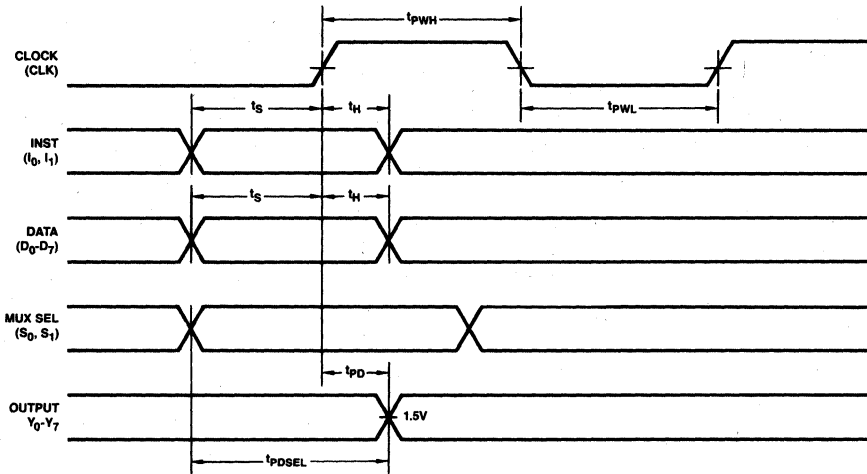 tPWH
CLOCK
(CLK)
tS
tH
tPWL
INST
(I0, I1)
tS
tH
DATA
(D0-D7)
MUX SEL
(S0, S1)
tPD
OUTPUT
Y0-Y7
1.5V
tPDSEL